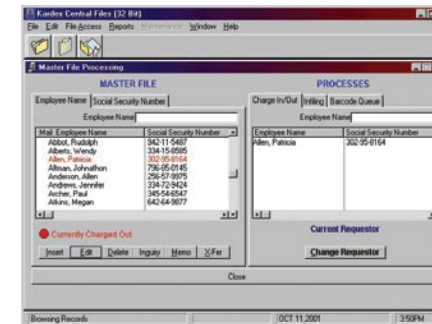 Kardex Central Files (32 Bit)
File Edit File Access Reports Maintenance Window Help
Master File Processing
MASTER FILE
Employee Name Social Security Number
Employee Name
Mail Employee Name Social Security Number
Abbot, Rudolph 942-11-5487
Alberts, Wendy 334-15-8585
Allen, Patricia 302-95-8164
Altman, Johnathon 796-85-0145
Anderson, Allen 256-57-9975
Andrews, Jennifer 334-72-9424
Archer, Paul 345-54-6547
Atkins, Megan 642-64-9877
Currently Charged Out
Insert Edit Delete Inquiry Memo X-Fer
PROCESSES
Charge In/Out Infiling Barcode Queue
Employee Name
Employee Name Social Security Number
Allen, Patricia 302-95-8164
Current Requestor
Change Requestor
Close
Browsing Records OCT 11,2001 3:50PM